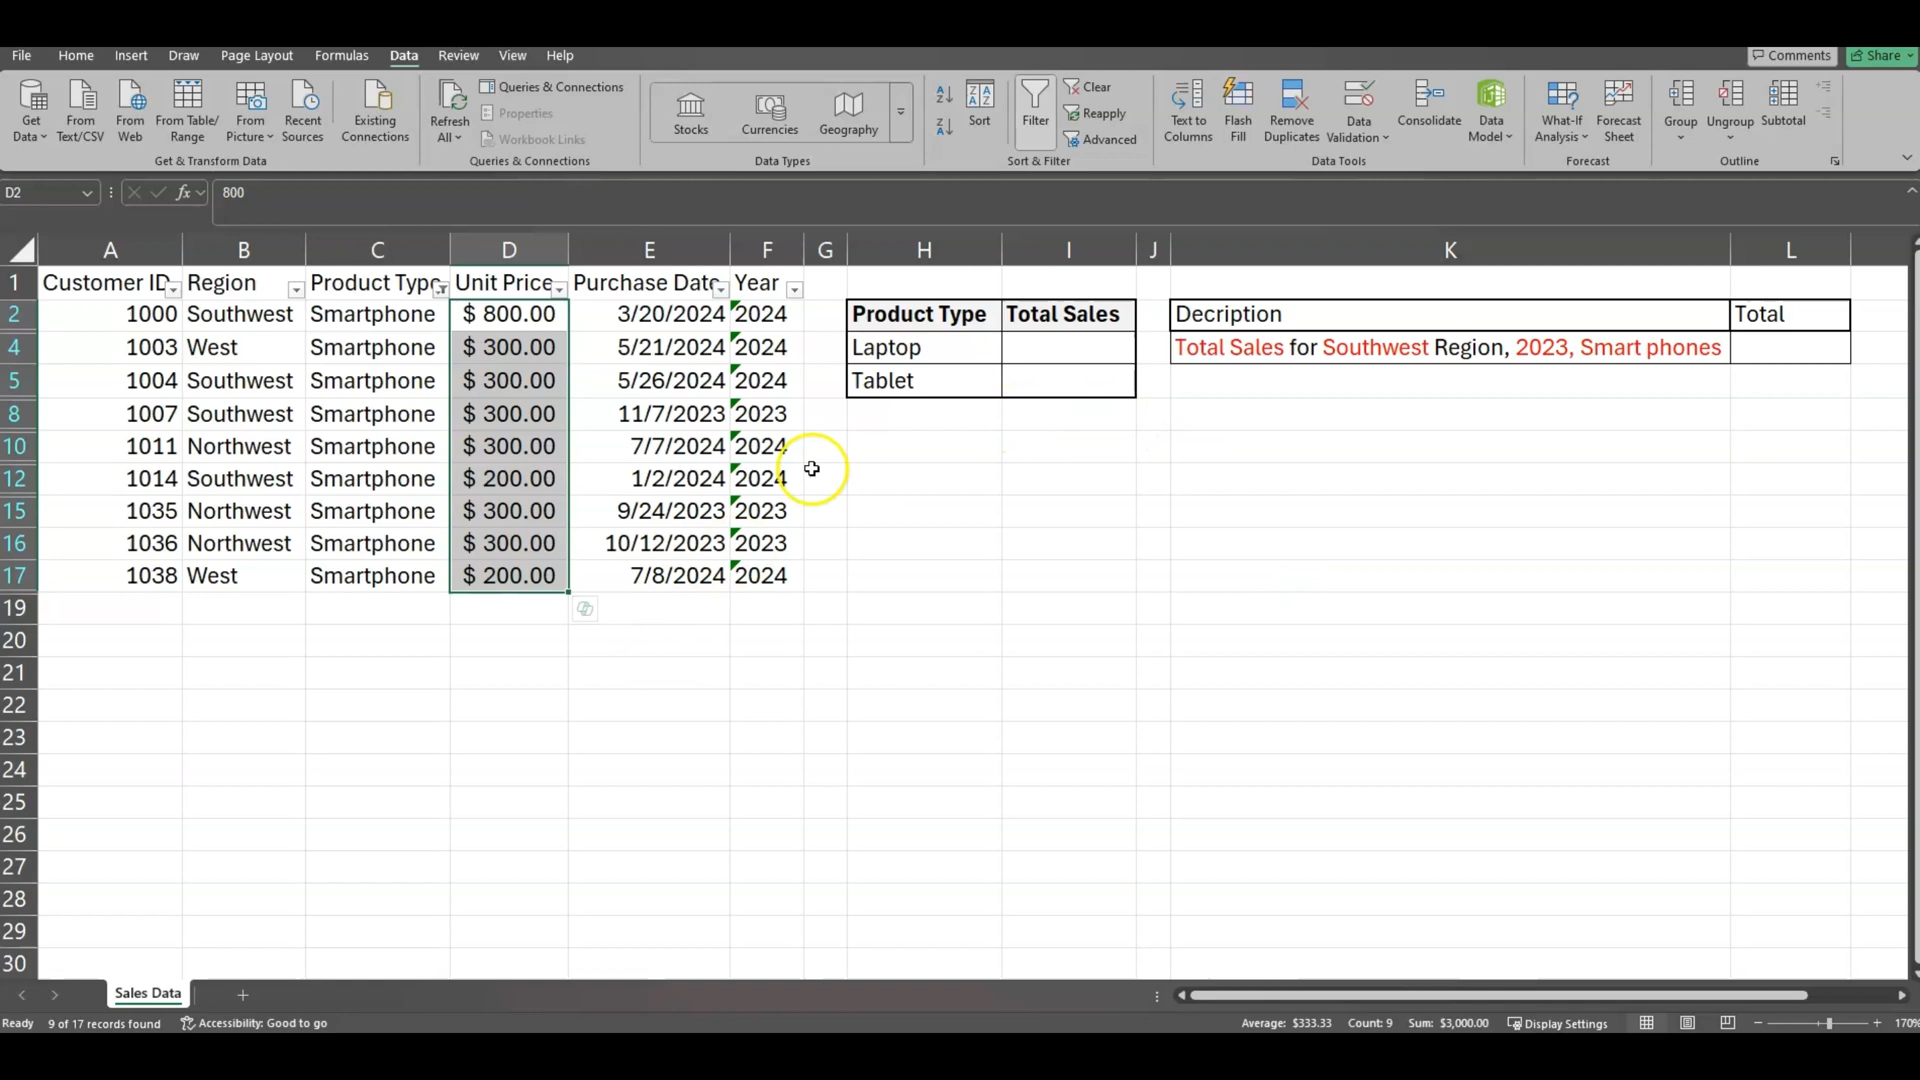 File Home Insert Draw Page Layout Formulas Data Review View Help Comments Share
Get Data From Text/CSV From Web From Table/Range From Picture Recent Sources Existing Connections
Get & Transform Data
Refresh All Queries & Connections Properties Workbook Links
Queries & Connections
Stocks Currencies Geography
Data Types
Sort Filter Clear Reapply Advanced
Sort & Filter
Text to Columns Flash Fill Remove Duplicates Data Validation Consolidate Data Model
Data Tools
What-If Analysis Forecast Sheet
Forecast
Group Ungroup Subtotal
Outline
D2 fx 800
A B C D E F G H I J K L
1 Customer ID Region Product Type Unit Price Purchase Date Year
2 1000 Southwest Smartphone $ 800.00 3/20/2024 2024 Product Type Total Sales Decription Total
4 1003 West Smartphone $ 300.00 5/21/2024 2024 Laptop Total Sales for Southwest Region, 2023, Smart phones
5 1004 Southwest Smartphone $ 300.00 5/26/2024 2024 Tablet
8 1007 Southwest Smartphone $ 300.00 11/7/2023 2023
10 1011 Northwest Smartphone $ 300.00 7/7/2024 2024
12 1014 Southwest Smartphone $ 200.00 1/2/2024 2024
15 1035 Northwest Smartphone $ 300.00 9/24/2023 2023
16 1036 Northwest Smartphone $ 300.00 10/12/2023 2023
17 1038 West Smartphone $ 200.00 7/8/2024 2024
19
20
21
22
23
24
25
26
27
28
29
30
Sales Data
Ready 9 of 17 records found Accessibility: Good to go Average: $333.33 Count: 9 Sum: $3,000.00 Display Settings 170%